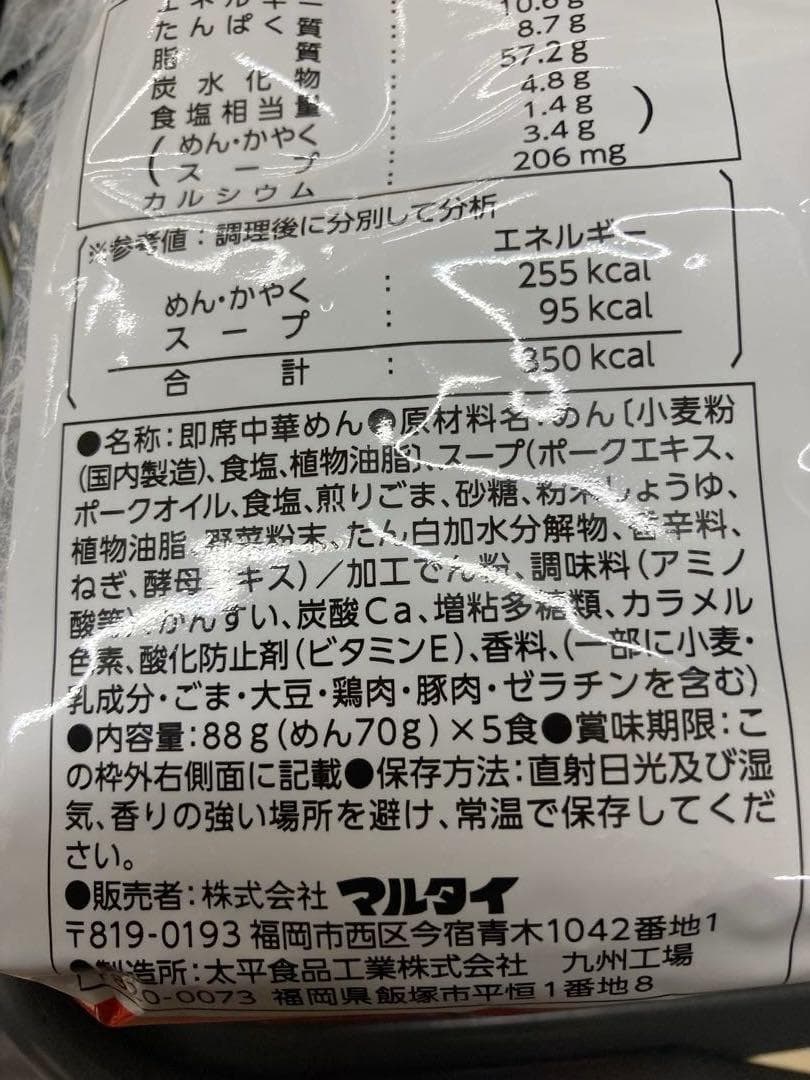 エネルギー
たんぱく質 : 10.6g
脂質 : 8.7g
炭水化物 : 57.2g
食塩相当量 : 4.8g
(めん・かやく : 1.4g
スープ : 3.4g)
カルシウム : 206mg
※参考値:調理後に分別して分析
エネルギー
めん・かやく : 255kcal
スープ : 95kcal
合計 : 350kcal
●名称:即席中華めん●原材料名:めん〔小麦粉
(国内製造)、食塩、植物油脂〕、スープ(ポークエキス、
ポークオイル、食塩、煎りごま、砂糖、粉末しょうゆ、
植物油脂、野菜粉末、たん白加水分解物、香辛料、
ねぎ、酵母エキス)/加工でん粉、調味料(アミノ
酸等)、かんすい、炭酸Ca、増粘多糖類、カラメル
色素、酸化防止剤(ビタミンE)、香料、(一部に小麦・
乳成分・ごま・大豆・鶏肉・豚肉・ゼラチンを含む)
●内容量:88g(めん70g)×5食●賞味期限:こ
の枠外右側面に記載●保存方法:直射日光及び湿
気、香りの強い場所を避け、常温で保存してくだ
さい。
●販売者:株式会社 マルタイ
〒819-0193 福岡市西区今宿青木1042番地1
●製造所:太平食品工業株式会社 九州工場
0-0073 福岡県飯塚市平恒1番地8